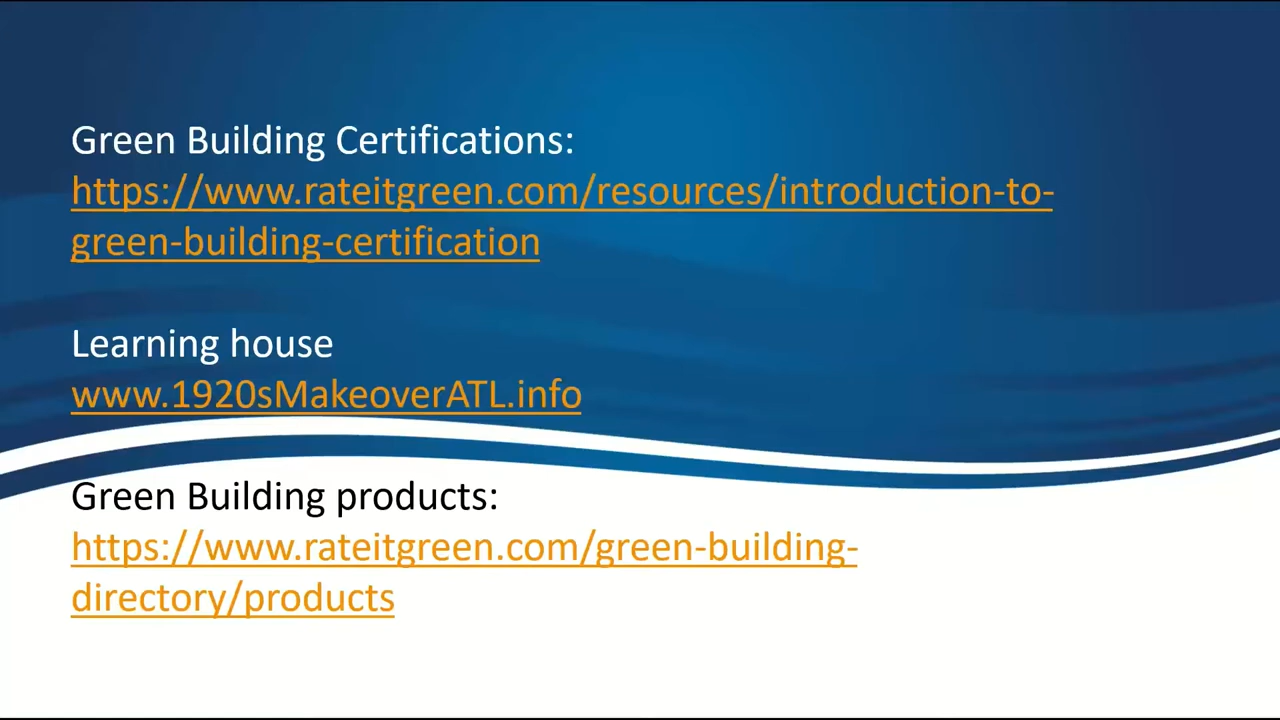 Green Building Certifications:
https://www.rateitgreen.com/resources/introduction-to-
green-building-certification
Learning house
www.1920sMakeoverATL.info
Green Building products:
https://www.rateitgreen.com/green-building-
directory/products